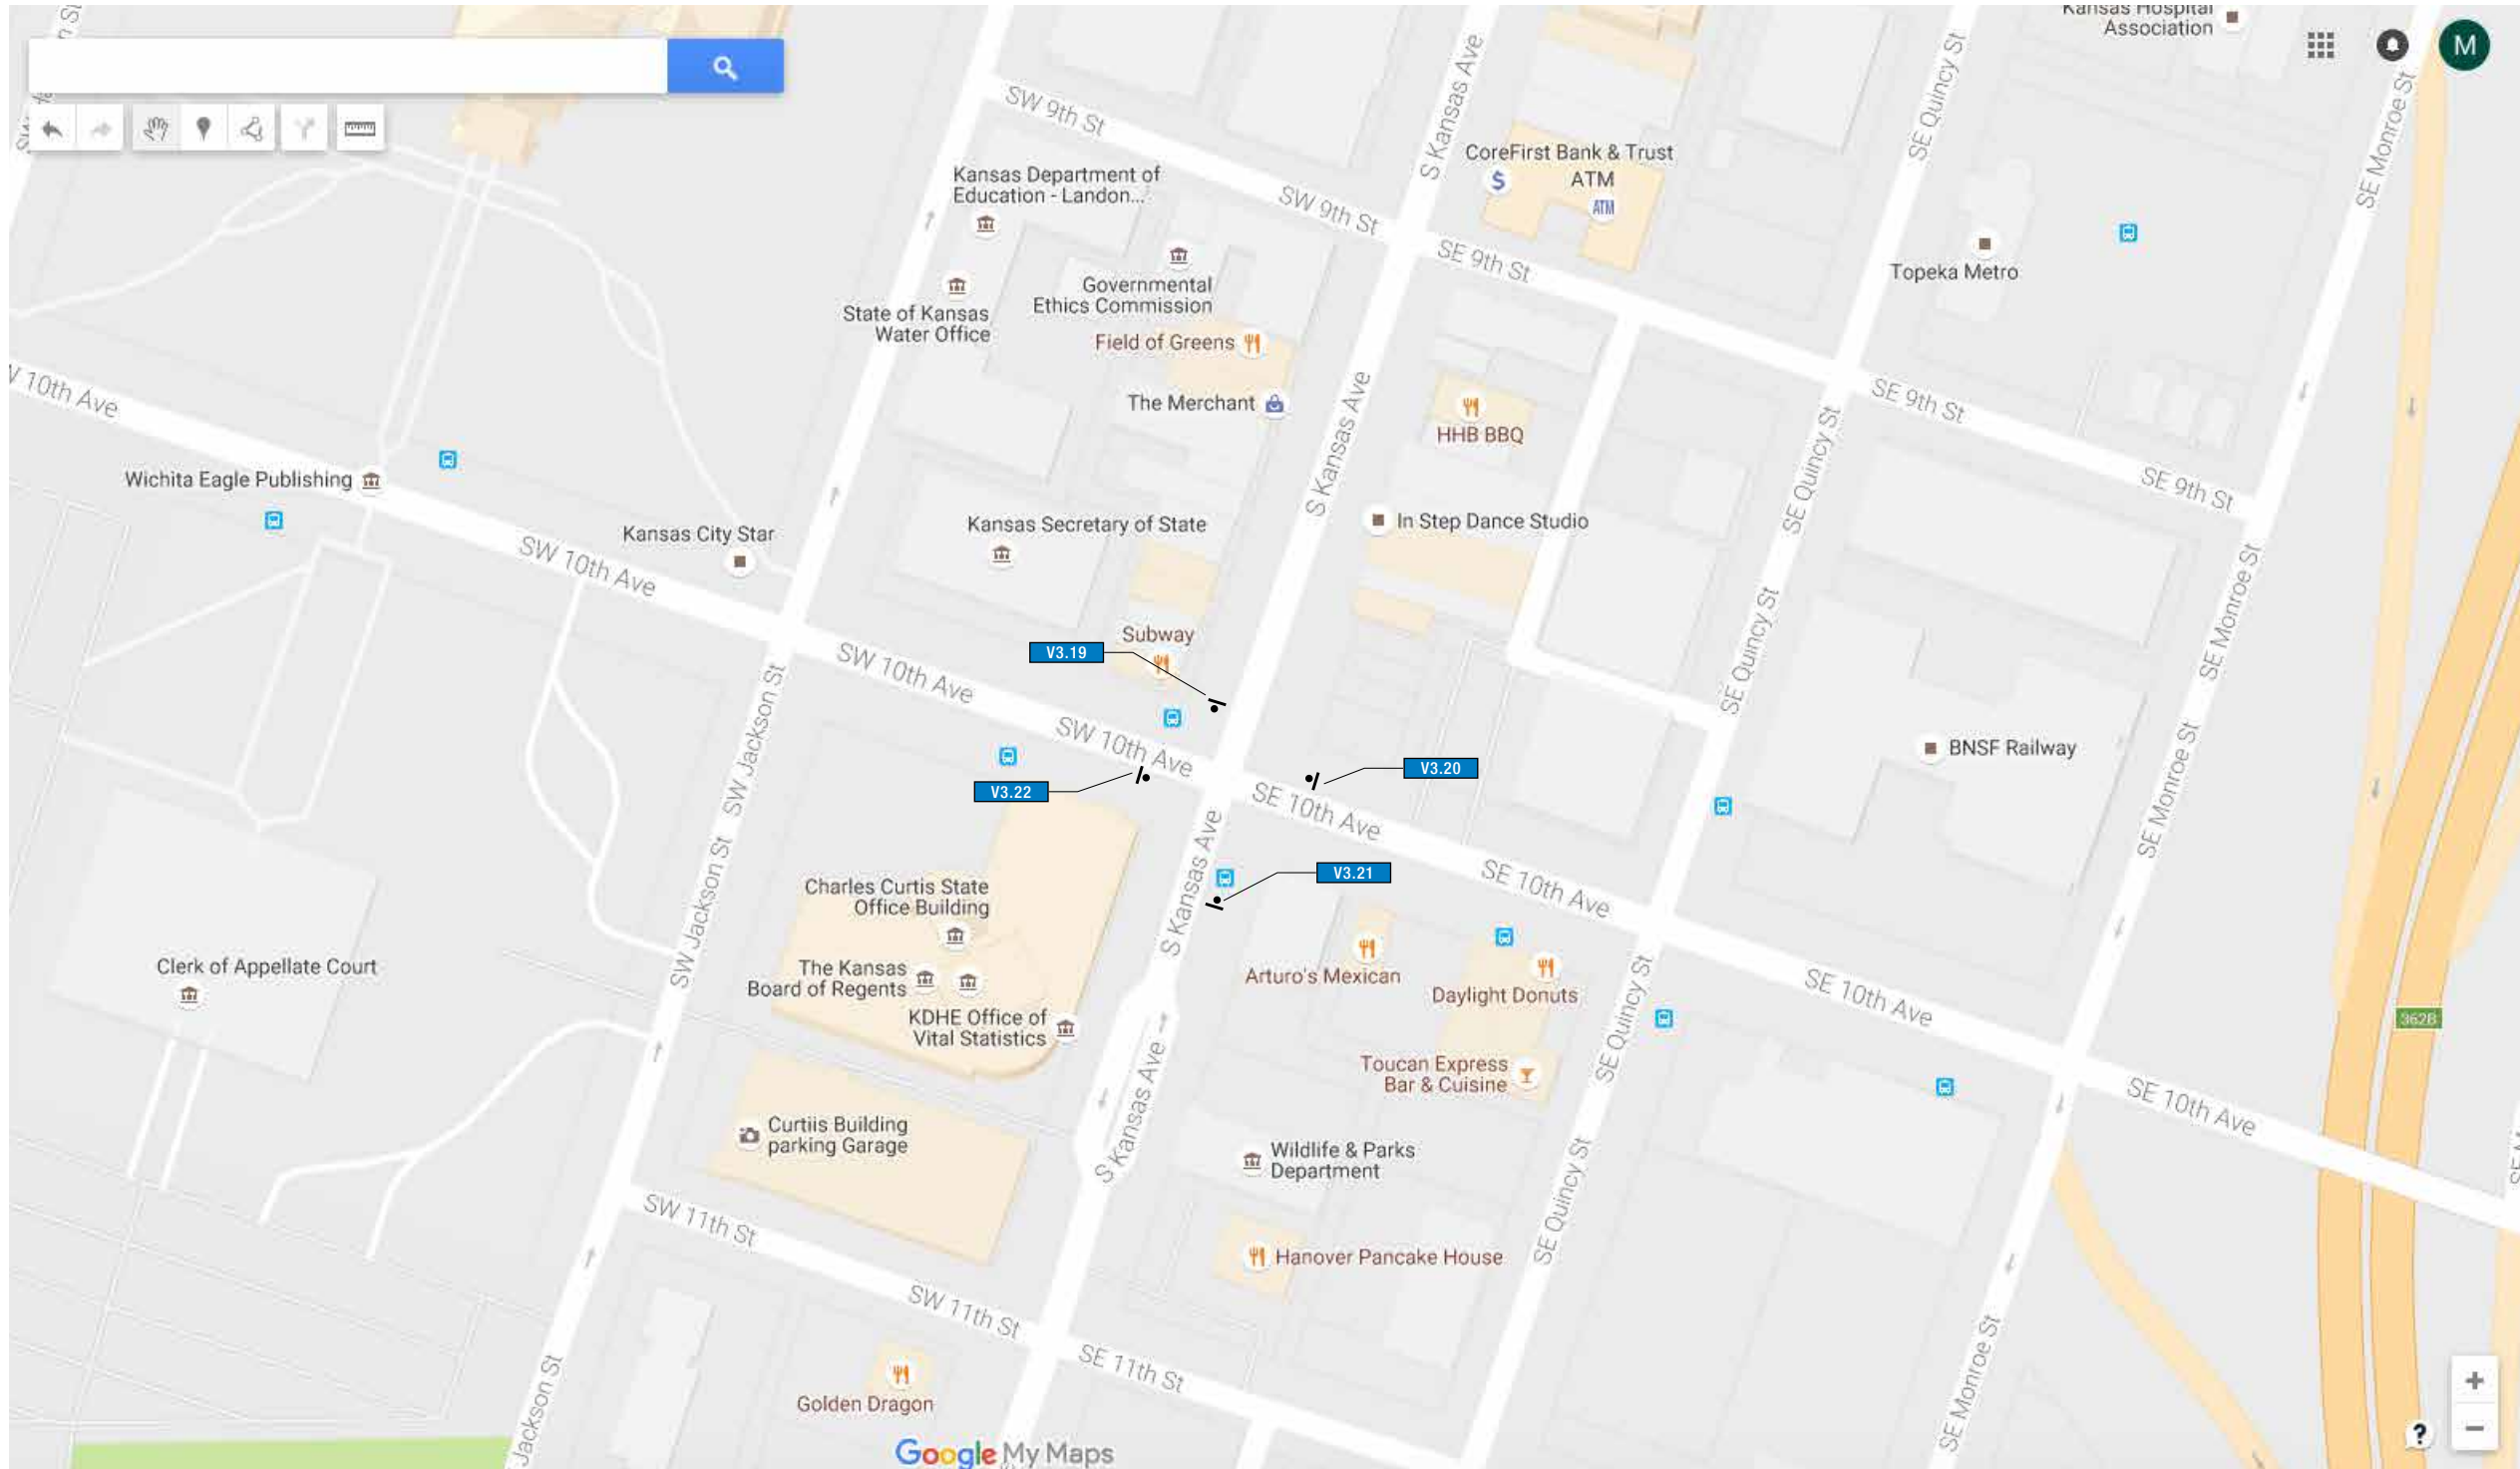 Kansas Hospital
Association
M
SW 9th St
S Kansas Ave
SE Quincy St
SE Monroe St
CoreFirst Bank & Trust
ATM
$
ATM
Kansas Department of
Education - Landon...
SW 9th St
SE 9th St
Topeka Metro
Governmental
Ethics Commission
State of Kansas
Water Office
Field of Greens
The Merchant
10th Ave
S Kansas Ave
HHB BBQ
SE Quincy St
SE 9th St
SE 9th St
Wichita Eagle Publishing
Kansas City Star
SW 10th Ave
Kansas Secretary of State
In Step Dance Studio
SE Quincy St
SE Monroe St
Subway
V3.19
SW 10th Ave
SW Jackson St
SW 10th Ave
V3.20
V3.22
SE 10th Ave
BNSF Railway
SE Monroe St
S Kansas Ave
V3.21
SE 10th Ave
SW Jackson St
Charles Curtis State
Office Building
The Kansas
Board of Regents
KDHE Office of
Vital Statistics
Clerk of Appellate Court
Arturo's Mexican
Daylight Donuts
SE Quincy St
SE 10th Ave
362B
Toucan Express
Bar & Cuisine
S Kansas Ave
SE 10th Ave
Curtiis Building
parking Garage
Wildlife & Parks
Department
SE Quincy St
SW 11th St
Hanover Pancake House
SW 11th St
SE 11th St
SE Monroe St
Jackson St
Golden Dragon
Google My Maps
+
?
−